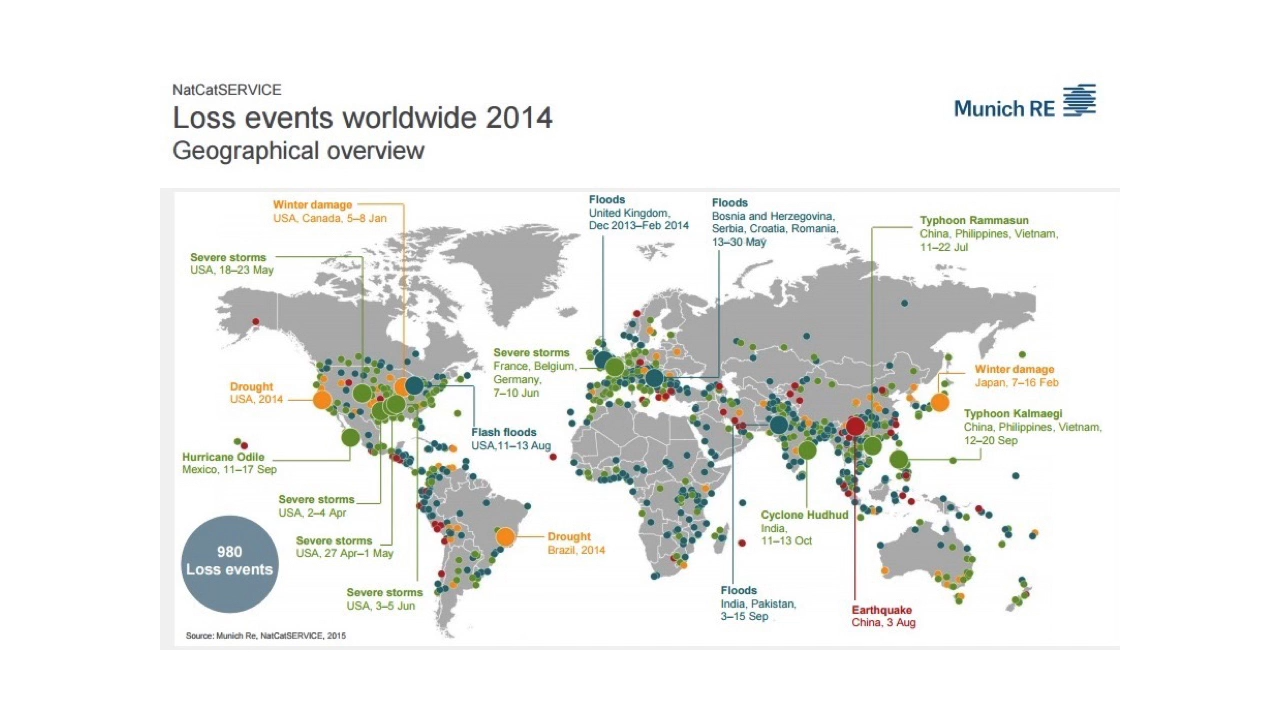 NatCatSERVICE
Loss events worldwide 2014
Geographical overview
Munich RE
Winter damage
USA, Canada, 5–8 Jan
Floods
United Kingdom,
Dec 2013–Feb 2014
Floods
Bosnia and Herzegovina,
Serbia, Croatia, Romania,
13–30 May
Typhoon Rammasun
China, Philippines, Vietnam,
11–22 Jul
Severe storms
USA, 18–23 May
Severe storms
France, Belgium,
Germany,
7–10 Jun
Winter damage
Japan, 7–16 Feb
Drought
USA, 2014
Typhoon Kalmaegi
China, Philippines, Vietnam,
12–20 Sep
Flash floods
USA,11–13 Aug
Hurricane Odile
Mexico, 11–17 Sep
Severe storms
USA, 2–4 Apr
Cyclone Hudhud
India,
11–13 Oct
Severe storms
USA, 27 Apr–1 May
Drought
Brazil, 2014
980
Loss events
Severe storms
USA, 3–5 Jun
Floods
India, Pakistan,
3–15 Sep
Earthquake
China, 3 Aug
Source: Munich Re, NatCatSERVICE, 2015